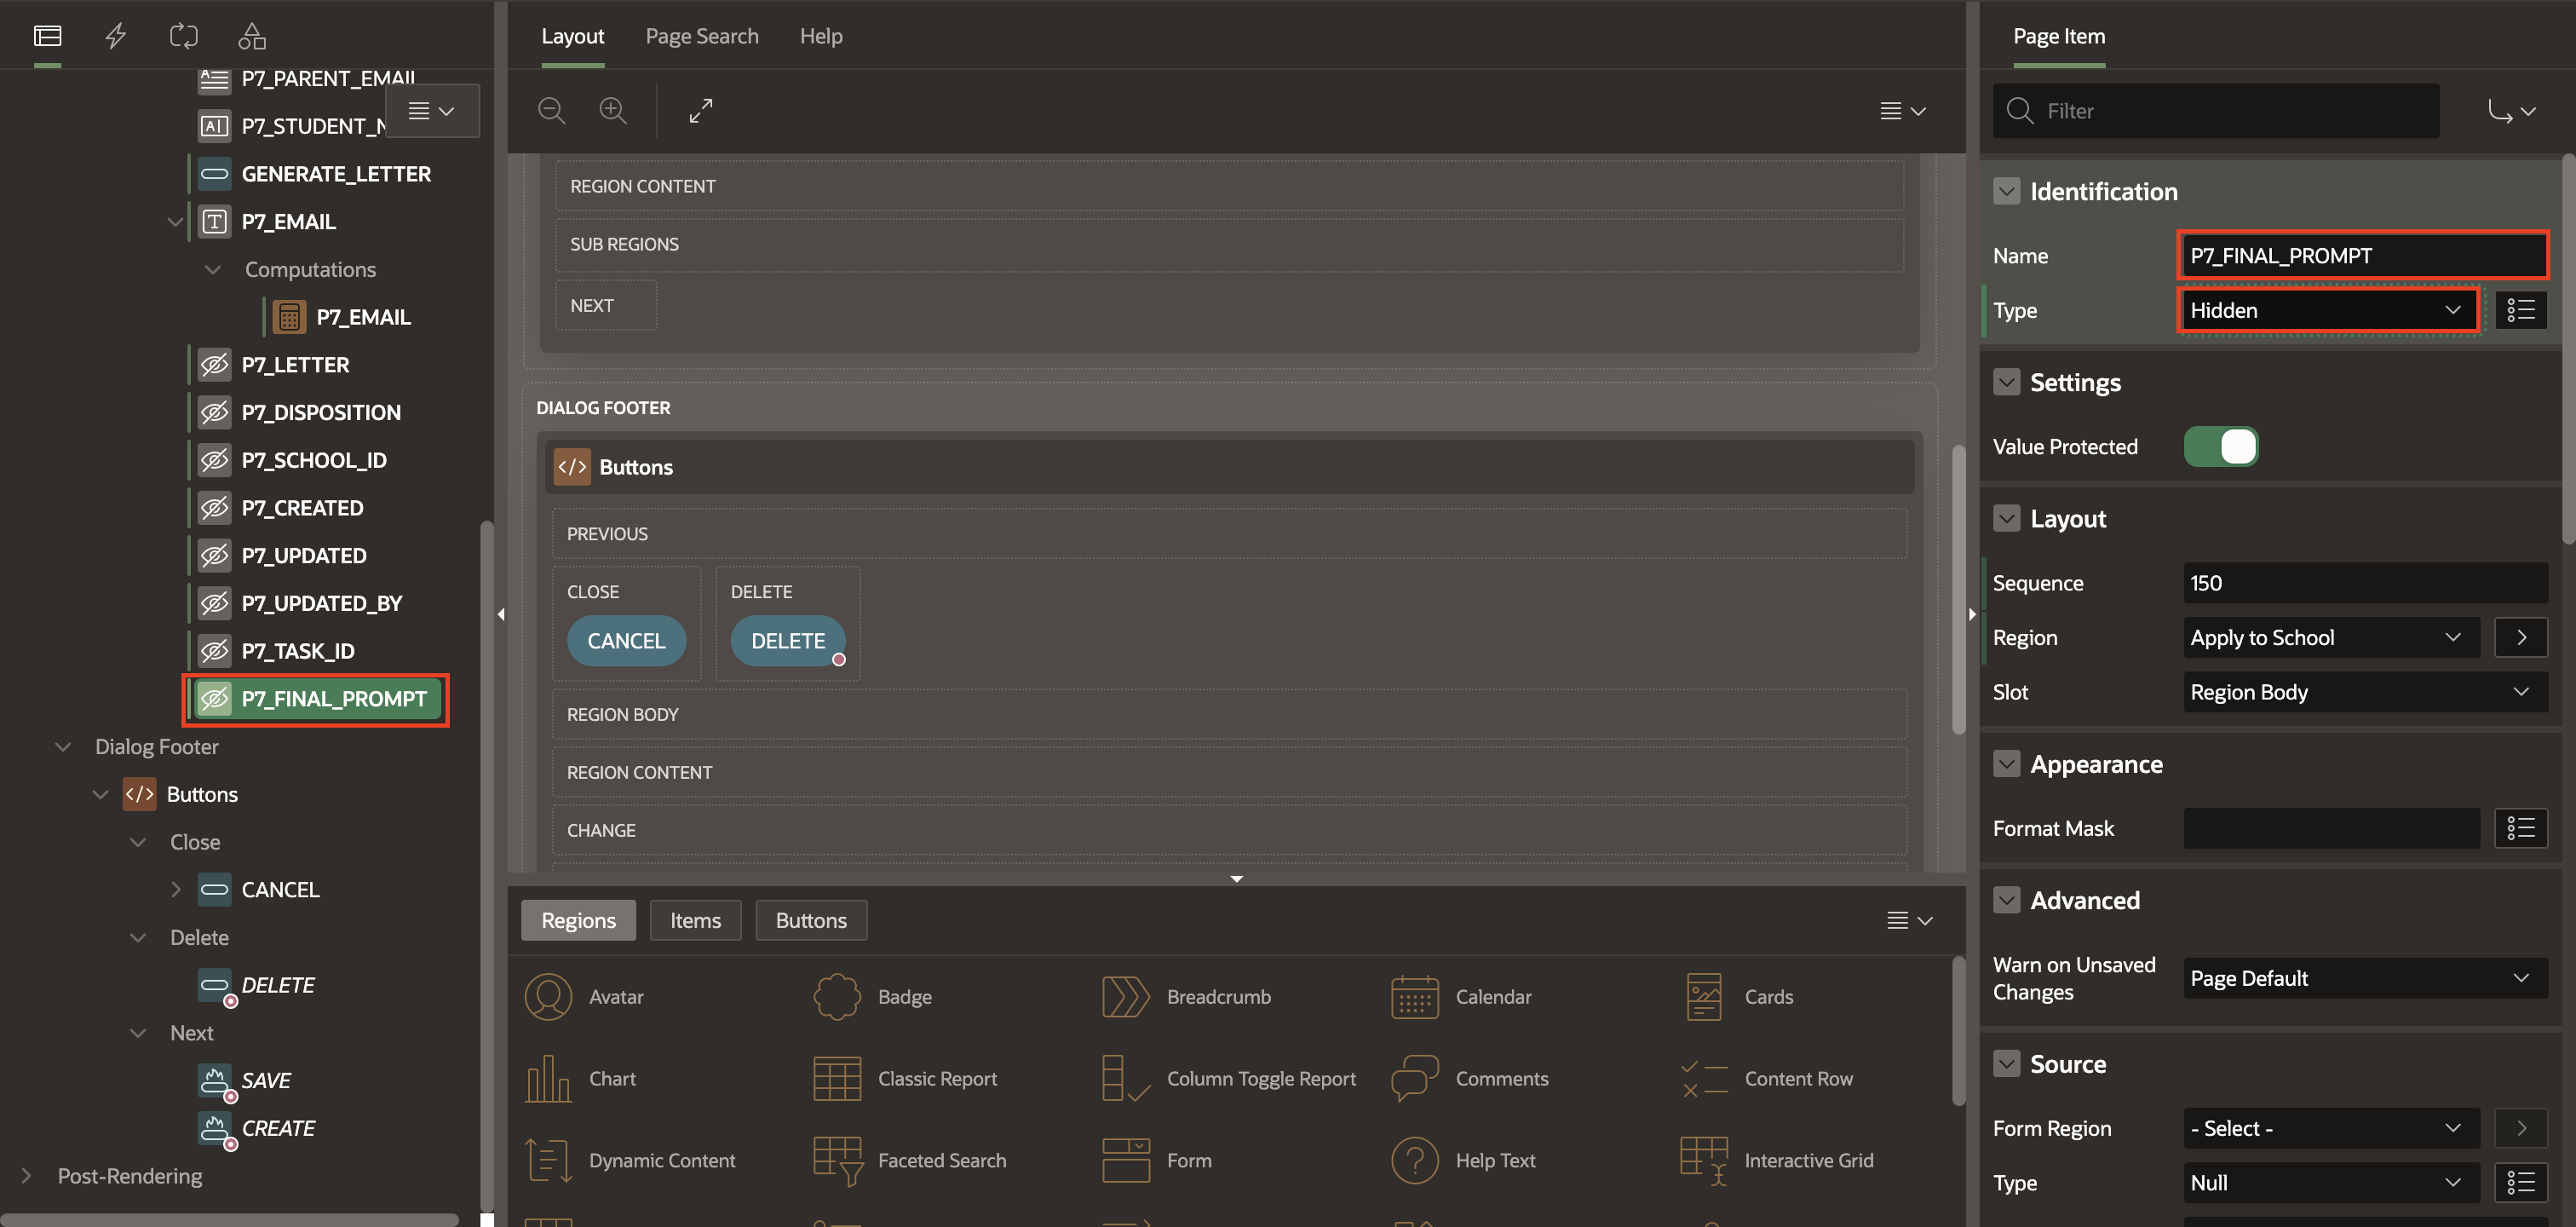 P7_PARENT_EMAIL
P7_STUDENT_N
GENERATE_LETTER
P7_EMAIL
Computations
P7_EMAIL
P7_LETTER
P7_DISPOSITION
P7_SCHOOL_ID
P7_CREATED
P7_UPDATED
P7_UPDATED_BY
P7_TASK_ID
P7_FINAL_PROMPT
Dialog Footer
Buttons
Close
CANCEL
Delete
DELETE
Next
SAVE
CREATE
Post-Rendering
Layout Page Search Help
REGION CONTENT
SUB REGIONS
NEXT
DIALOG FOOTER
Buttons
PREVIOUS
CLOSE DELETE
CANCEL DELETE
REGION BODY
REGION CONTENT
CHANGE
Regions Items Buttons
Avatar Badge Breadcrumb Calendar Cards
Chart Classic Report Column Toggle Report Comments Content Row
Dynamic Content Faceted Search Form Help Text Interactive Grid
Page Item
Filter
Identification
Name P7_FINAL_PROMPT
Type Hidden
Settings
Value Protected
Layout
Sequence 150
Region Apply to School
Slot Region Body
Appearance
Format Mask
Advanced
Warn on Unsaved
Changes Page Default
Source
Form Region - Select -
Type Null